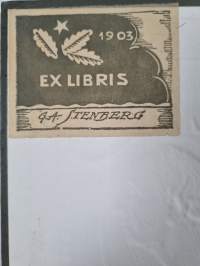 1903
EX LIBRIS
G.A. STENBERG